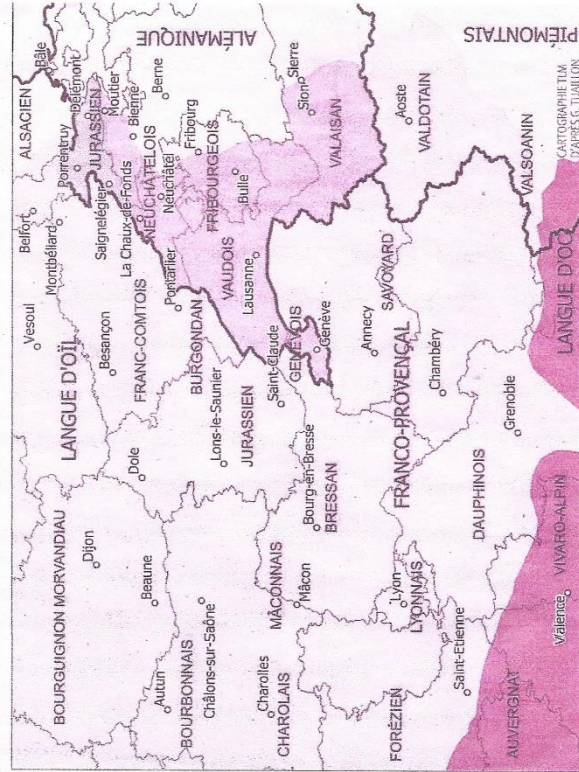 ALSACIEN
Bâle
Belfort
Vesoul
Montbéliard
Porrentruy
Delémont
LANGUE D'OÏL
BOURGUIGNON MORVANDIAU
Dijon
JURASSIEN
Moutier
Saignelégier
Besançon
La Chaux-de-Fonds
Bienne
ALÉMANIQUE
FRANC-COMTOIS
Dole
Beaune
NEUCHÂTELOIS
Berne
Neuchâtel
Autun
Pontarlier
Fribourg
BOURBONNAIS
BURGONDAN
FRIBOURGEOIS
Châlons-sur-Saône
Lons-le-Saunier
VAUDOIS
Bulle
JURASSIEN
Lausanne
Charolles
MÂCONNAIS
Saint-Claude
CHAROLAIS
Mâcon
GENEVOIS
Sierre
Bourg-en-Bresse
Genève
Sion
BRESSAN
VALAISAN
Annecy
SAVOYARD
FORÉZIEN
Lyon
LYONNAIS
FRANCO-PROVENÇAL
Aoste
VALDOTAIN
Chambéry
Saint-Etienne
DAUPHINOIS
PIÉMONTAIS
Grenoble
AUVERGNAT
VALSOANIN
Valence
VIVARO-ALPIN
LANGUE D'OC
CARTOGRAPHIE TLM
D'APRÈS G. TUAILLON